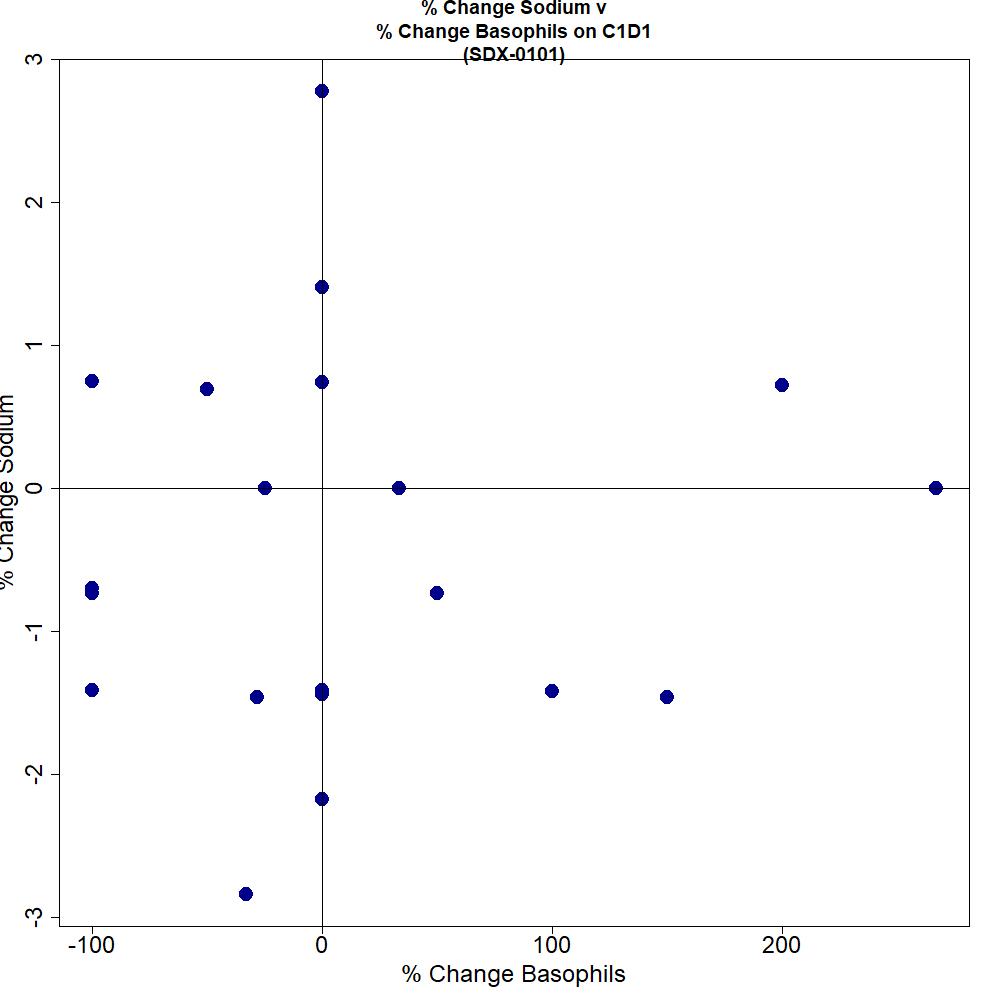 % Change Sodium v
% Change Basophils on C1D1
(SDX-0101)
3
2
1
0
-1
-2
-3
% Change Sodium
-100
0
100
200
% Change Basophils